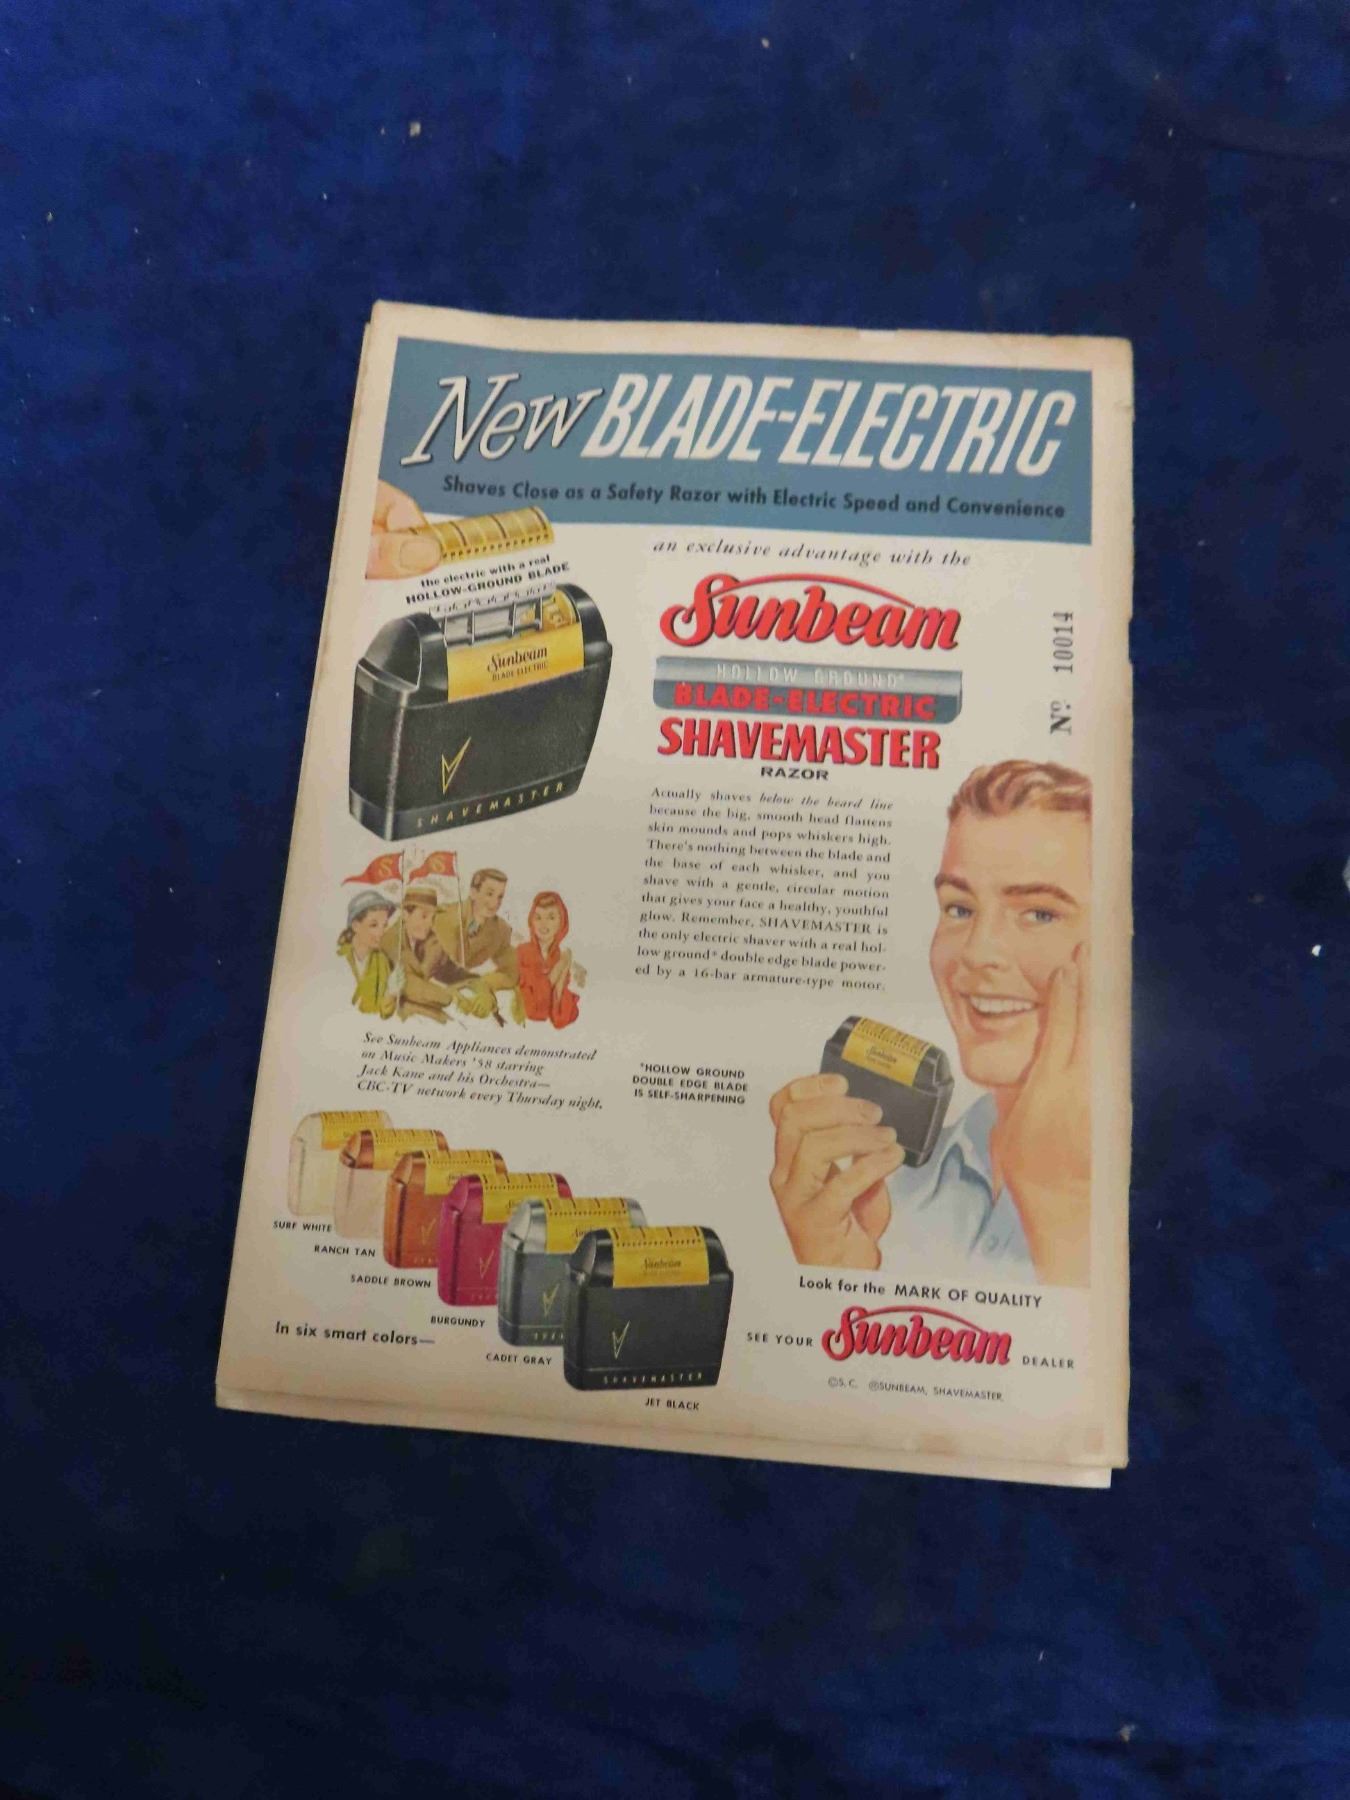 New BLADE-ELECTRIC
Shaves Close as a Safety Razor with Electric Speed and Convenience
the electric with a real
HOLLOW-GROUND BLADE
Sunbeam
BLADE-ELECTRIC
SHAVEMASTER
an exclusive advantage with the
Sunbeam
HOLLOW GROUND*
BLADE-ELECTRIC
SHAVEMASTER
RAZOR
No. 10014
Actually shaves below the beard line
because the big, smooth head flattens
skin mounds and pops whiskers high.
There's nothing between the blade and
the base of each whisker, and you
shave with a gentle, circular motion
that gives your face a healthy, youthful
glow. Remember, SHAVEMASTER is
the only electric shaver with a real hol-
low ground* double edge blade power-
ed by a 16-bar armature-type motor.
S S
See Sunbeam Appliances demonstrated
on Music Makers '58 starring
Jack Kane and his Orchestra—
CBC-TV network every Thursday night.
*HOLLOW GROUND
DOUBLE EDGE BLADE
IS SELF-SHARPENING
Sunbeam
SURF WHITE
RANCH TAN
SADDLE BROWN
BURGUNDY
CADET GRAY
JET BLACK
Sunbeam
SHAVEMASTER
In six smart colors—
Look for the MARK OF QUALITY
SEE YOUR Sunbeam DEALER
©S. C. ®SUNBEAM, SHAVEMASTER.